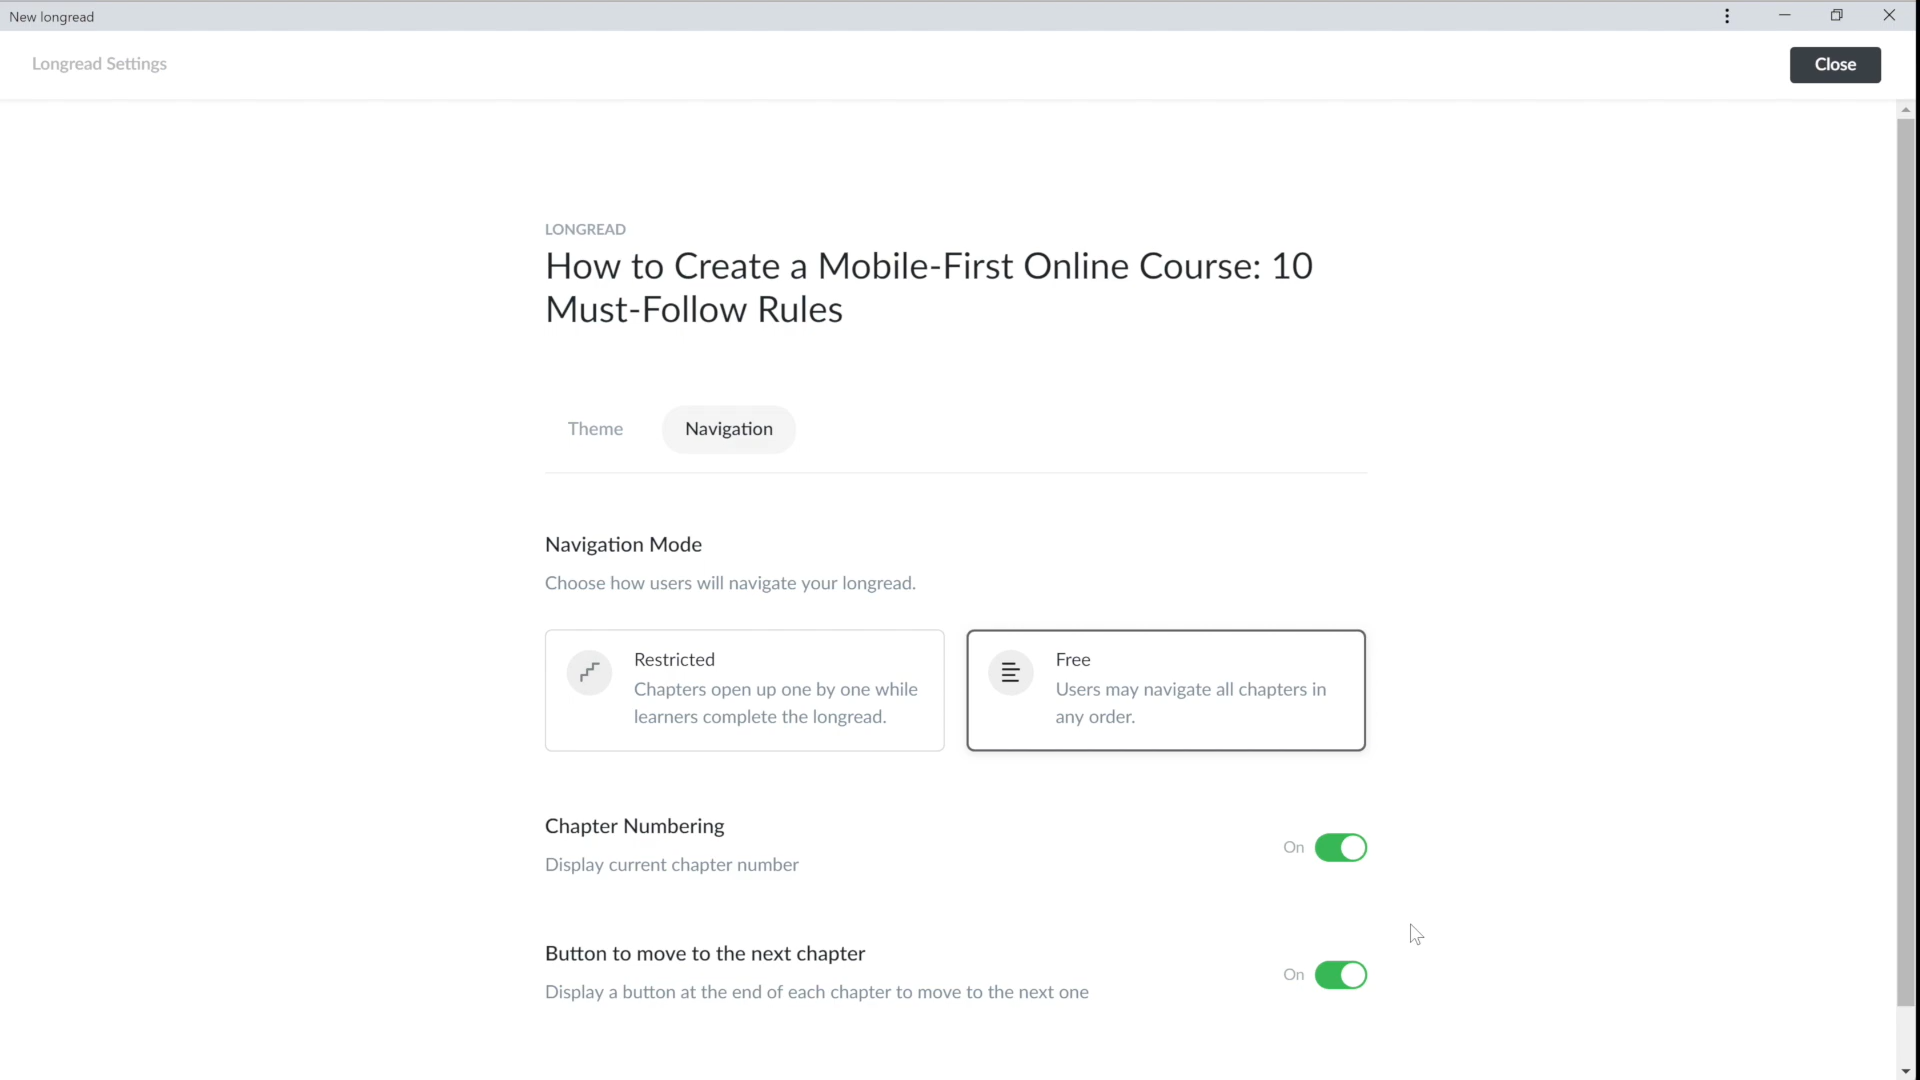 New longread
Longread Settings
Close
LONGREAD
How to Create a Mobile-First Online Course: 10
Must-Follow Rules
Theme
Navigation
Navigation Mode
Choose how users will navigate your longread.
Restricted
Chapters open up one by one while
learners complete the longread.
Free
Users may navigate all chapters in
any order.
Chapter Numbering
Display current chapter number
On
Button to move to the next chapter
Display a button at the end of each chapter to move to the next one
On